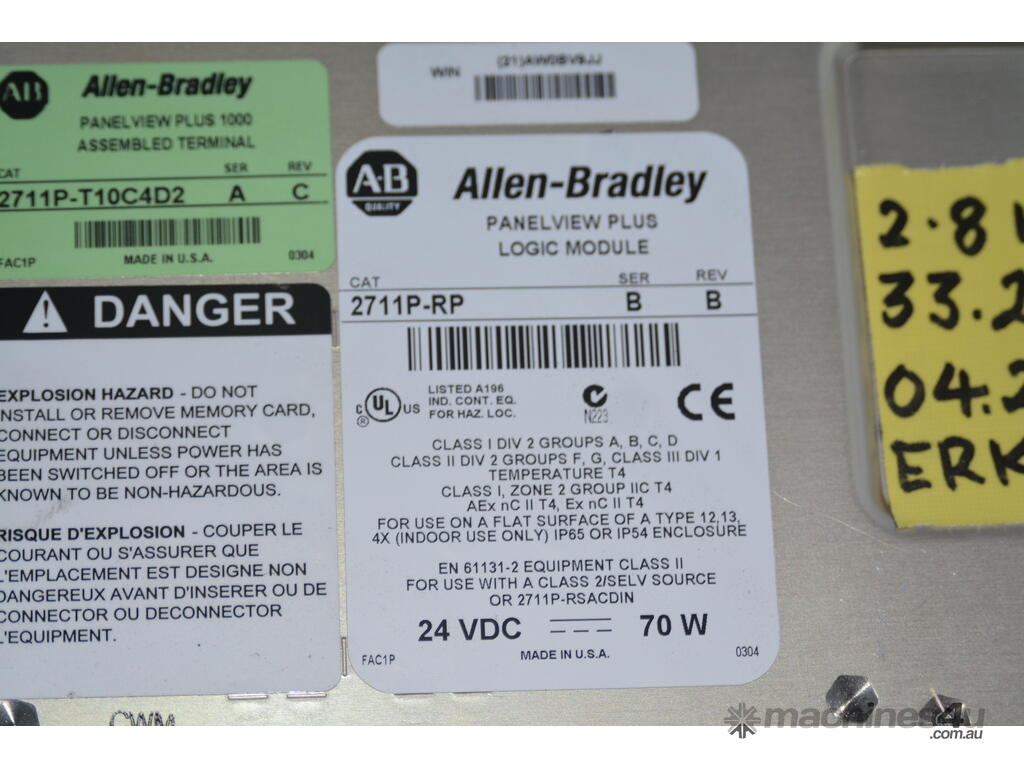 Allen-Bradley
PANELVIEW PLUS 1000
ASSEMBLED TERMINAL
CAT SER REV
2711P-T10C4D2 A C
FAC1P MADE IN U.S.A. 0304
DANGER
EXPLOSION HAZARD - DO NOT
INSTALL OR REMOVE MEMORY CARD,
CONNECT OR DISCONNECT
EQUIPMENT UNLESS POWER HAS
BEEN SWITCHED OFF OR THE AREA IS
KNOWN TO BE NON-HAZARDOUS.
RISQUE D'EXPLOSION - COUPER LE
COURANT OU S'ASSURER QUE
L'EMPLACEMENT EST DESIGNE NON
DANGEREUX AVANT D'INSERER OU DE
CONNECTOR OU DECONNECTOR
L'EQUIPMENT.
WIN
A-B
QUALITY
Allen-Bradley
PANELVIEW PLUS
LOGIC MODULE
CAT SER REV
2711P-RP B B
C UL US
LISTED A196
IND. CONT. EQ.
FOR HAZ. LOC.
N223
CE
CLASS I DIV 2 GROUPS A, B, C, D
CLASS II DIV 2 GROUPS F, G, CLASS III DIV 1
TEMPERATURE T4
CLASS I, ZONE 2 GROUP IIC T4
AEx nC II T4, Ex nC II T4
FOR USE ON A FLAT SURFACE OF A TYPE 12,13,
4X (INDOOR USE ONLY) IP65 OR IP54 ENCLOSURE
EN 61131-2 EQUIPMENT CLASS II
FOR USE WITH A CLASS 2/SELV SOURCE
OR 2711P-RSACDIN
24 VDC 70 W
FAC1P MADE IN U.S.A. 0304
2.8
33.2
04.2
ERK
machines4u
.com.au